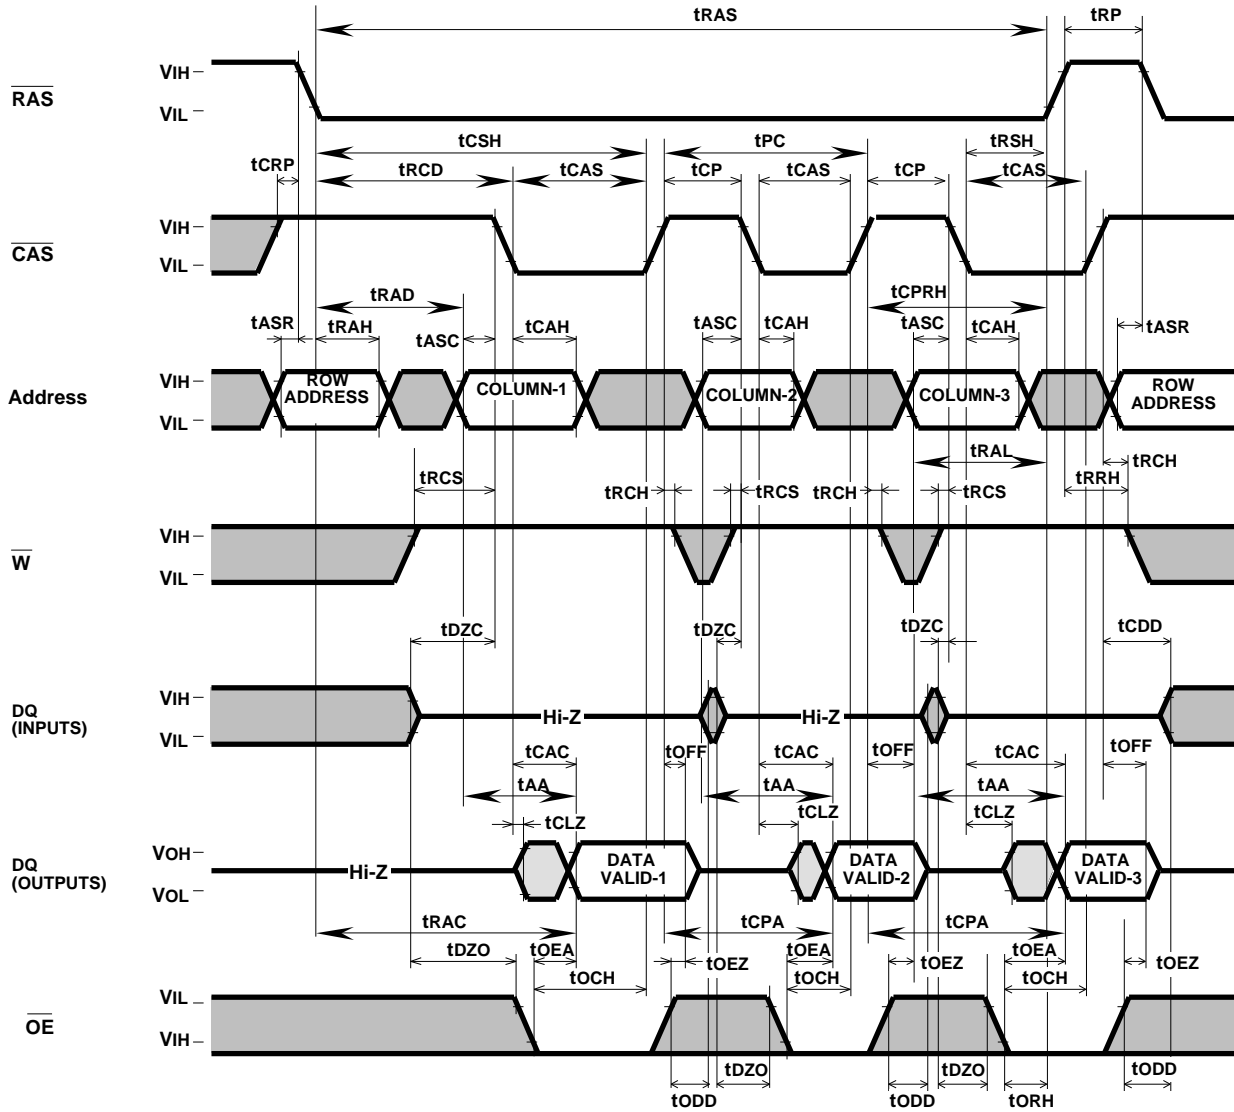 tRAS
tRP
RAS
VIH
VIL
tCSH
tPC
tRSH
tCRP
tRCD
tCAS
tCP
tCAS
tCP
tCAS
CAS
VIH
VIL
tRAD
tCPRH
tASR
tRAH
tASC
tCAH
tASC
tCAH
tASC
tCAH
tASR
Address
VIH
VIL
ROW ADDRESS
COLUMN-1
COLUMN-2
COLUMN-3
ROW ADDRESS
tRAL
tRCH
tRCS
tRCH
tRCS
tRCH
tRCS
tRRH
W
VIH
VIL
tDZC
tDZC
tDZC
tCDD
DQ
(INPUTS)
VIH
VIL
Hi-Z
Hi-Z
tCAC
tOFF
tCAC
tOFF
tCAC
tOFF
tAA
tAA
tAA
tCLZ
tCLZ
tCLZ
DQ
(OUTPUTS)
VOH
VOL
Hi-Z
DATA
VALID-1
DATA
VALID-2
DATA
VALID-3
tRAC
tCPA
tCPA
tDZO
tOEA
tOEZ
tOEA
tOEZ
tOEA
tOEZ
tOCH
tOCH
tOCH
OE
VIL
VIH
tODD
tDZO
tODD
tDZO
tORH
tODD